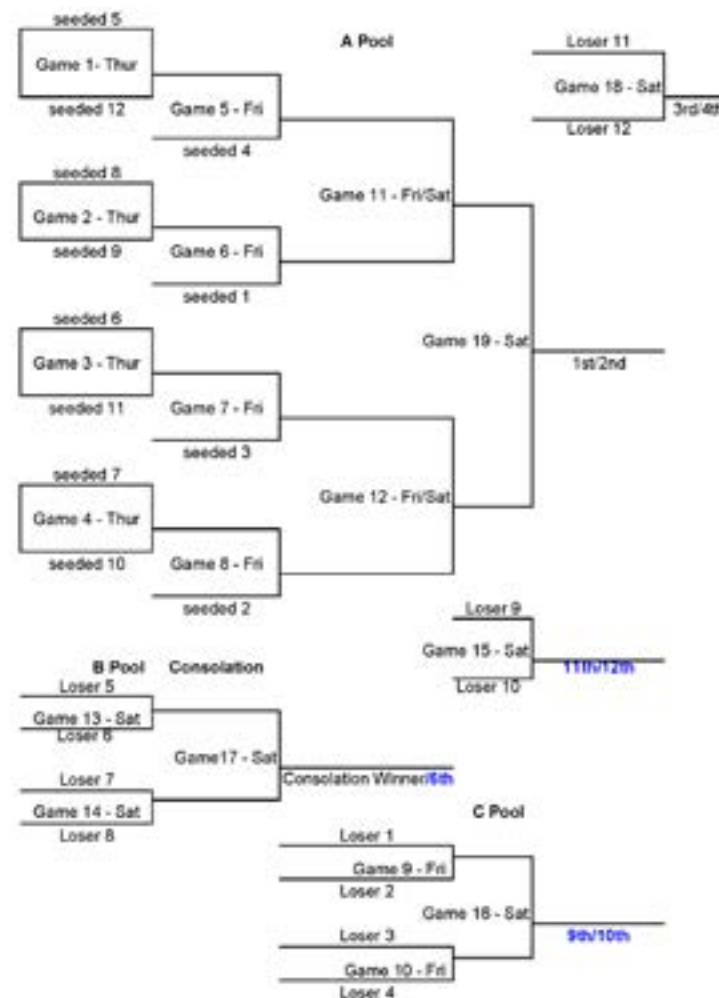 seeded 5
Game 1- Thur
seeded 12
Game 5 - Fri
seeded 4
A Pool
Loser 11
Game 18 - Sat
Loser 12
3rd/4th
seeded 8
Game 2 - Thur
seeded 9
Game 6 - Fri
seeded 1
Game 11 - Fri/Sat
seeded 6
Game 3 - Thur
seeded 11
Game 7 - Fri
seeded 3
Game 19 - Sat
1st/2nd
seeded 7
Game 4 - Thur
seeded 10
Game 8 - Fri
seeded 2
Game 12 - Fri/Sat
Loser 9
Game 15 - Sat
Loser 10
11th/12th
B Pool Consolation
Loser 5
Game 13 - Sat
Loser 6
Game17 - Sat
Consolation Winner/6th
Loser 7
Game 14 - Sat
Loser 8
C Pool
Loser 1
Game 9 - Fri
Loser 2
Game 16 - Sat
9th/10th
Loser 3
Game 10 - Fri
Loser 4